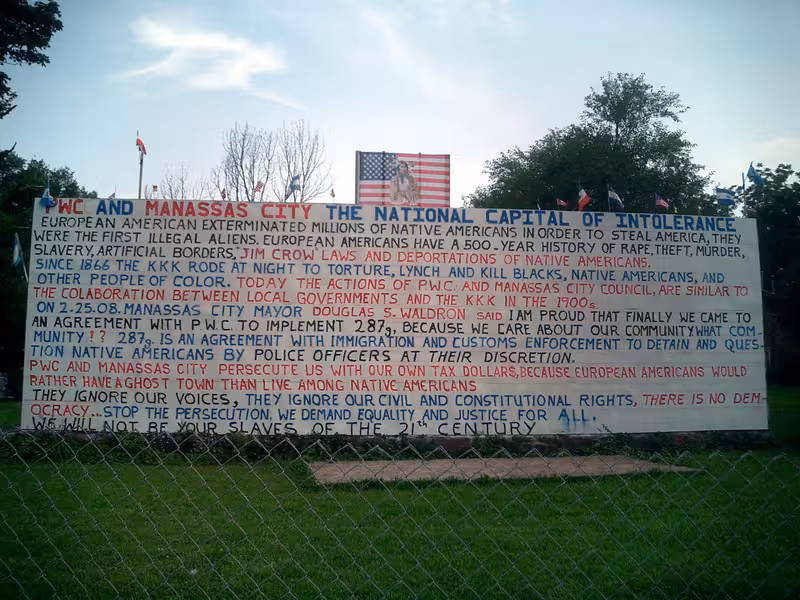 PWC AND MANASSAS CITY THE NATIONAL CAPITAL OF INTOLERANCE
EUROPEAN AMERICAN EXTERMINATED MILLIONS OF NATIVE AMERICANS IN ORDER TO STEAL AMERICA, THEY
WERE THE FIRST ILLEGAL ALIENS. EUROPEAN AMERICANS HAVE A 500-YEAR HISTORY OF RAPE, THEFT, MURDER,
SLAVERY, ARTIFICIAL BORDERS, "JIM CROW" LAWS AND DEPORTATIONS OF NATIVE AMERICANS.
SINCE 1866 THE KKK RODE AT NIGHT TO TORTURE, LYNCH AND KILL BLACKS, NATIVE AMERICANS, AND
OTHER PEOPLE OF COLOR. TODAY THE ACTIONS OF P.W.C. AND MANASSAS CITY COUNCIL, ARE SIMILAR TO
THE COLABORATION BETWEEN LOCAL GOVERNMENTS AND THE KKK IN THE 1900s.
ON 2.25.08. MANASSAS CITY MAYOR DOUGLAS S. WALDRON SAID I AM PROUD THAT FINALLY WE CAME TO
AN AGREEMENT WITH P.W.C. TO IMPLEMENT 287g, BECAUSE WE CARE ABOUT OUR COMMUNITY WHAT COM-
MUNITY?? 287g. IS AN AGREEMENT WITH IMMIGRATION AND CUSTOMS ENFORCEMENT TO DETAIN AND QUES-
TION NATIVE AMERICANS BY POLICE OFFICERS AT THEIR DISCRETION.
PWC AND MANASSAS CITY PERSECUTE US WITH OUR OWN TAX DOLLARS, BECAUSE EUROPEAN AMERICANS WOULD
RATHER HAVE A GHOST TOWN THAN LIVE AMONG NATIVE AMERICANS
THEY IGNORE OUR VOICES, THEY IGNORE OUR CIVIL AND CONSTITUTIONAL RIGHTS, THERE IS NO DEM-
OCRACY... STOP THE PERSECUTION. WE DEMAND EQUALITY AND JUSTICE FOR ALL.
WE WILL NOT BE YOUR SLAVES OF THE 21th CENTURY